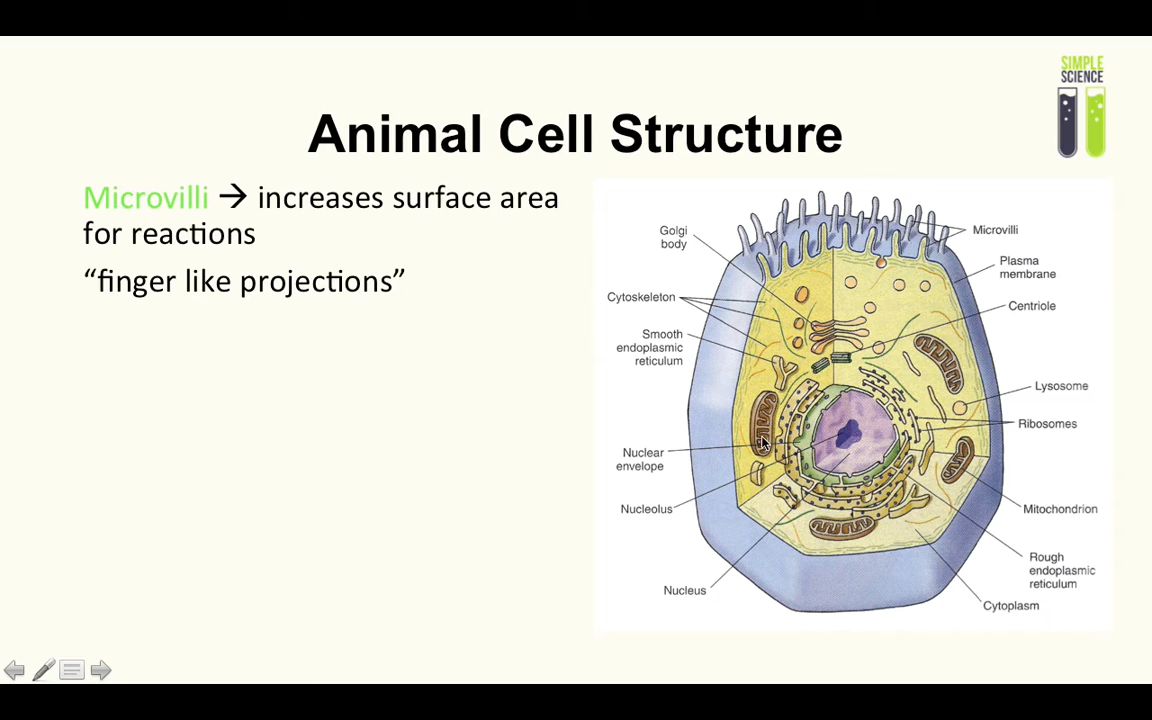 SIMPLE
SCIENCE
Animal Cell Structure
Microvilli → increases surface area
for reactions
“finger like projections”
Golgi
body
Cytoskeleton
Smooth
endoplasmic
reticulum
Nuclear
envelope
Nucleolus
Nucleus
Microvilli
Plasma
membrane
Centriole
Lysosome
Ribosomes
Mitochondrion
Rough
endoplasmic
reticulum
Cytoplasm